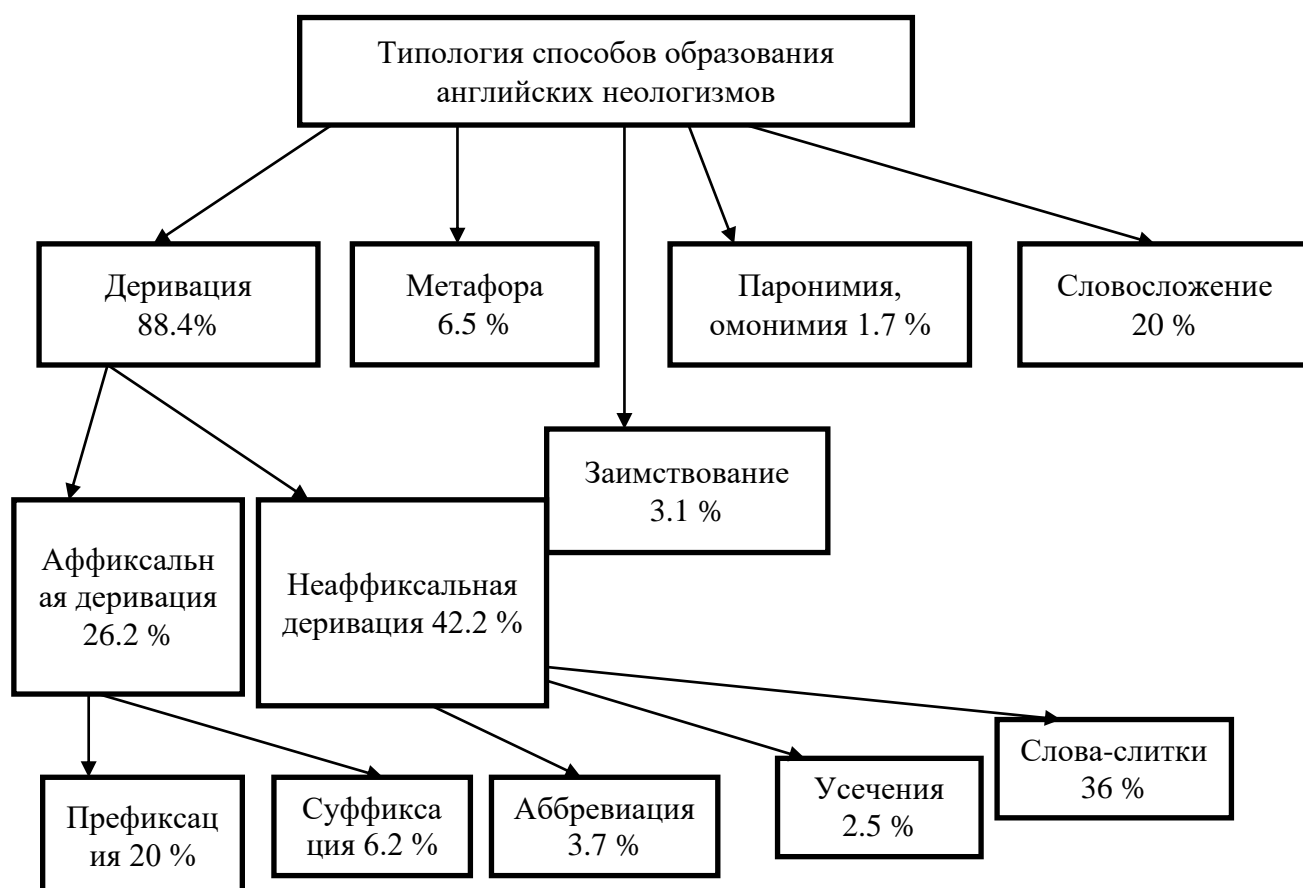 Типология способов образования
английских неологизмов
Деривация
88.4%
Метафора
6.5 %
Паронимия,
омонимия 1.7 %
Словосложение
20 %
Заимствование
3.1 %
Аффиксальн
ая деривация
26.2 %
Неаффиксальная
деривация 42.2 %
Префиксац
ия 20 %
Суффикса
ция 6.2 %
Аббревиация
3.7 %
Усечения
2.5 %
Слова-слитки
36 %